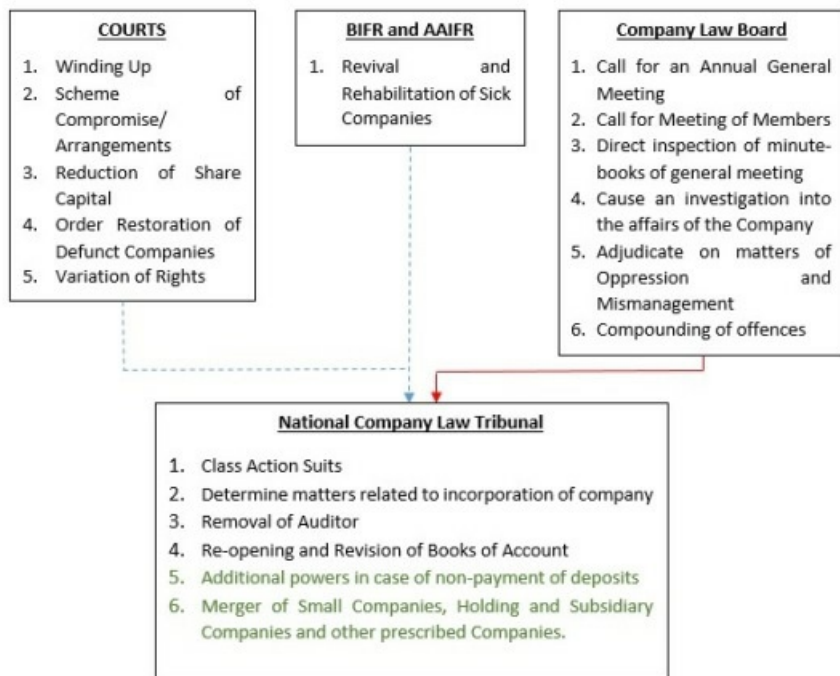 COURTS
1. Winding Up
2. Scheme of
Compromise/
Arrangements
3. Reduction of Share
Capital
4. Order Restoration of
Defunct Companies
5. Variation of Rights
BIFR and AAIFR
1. Revival and
Rehabilitation of Sick
Companies
Company Law Board
1. Call for an Annual General
Meeting
2. Call for Meeting of Members
3. Direct inspection of minute-
books of general meeting
4. Cause an investigation into
the affairs of the Company
5. Adjudicate on matters of
Oppression and
Mismanagement
6. Compounding of offences
National Company Law Tribunal
1. Class Action Suits
2. Determine matters related to incorporation of company
3. Removal of Auditor
4. Re-opening and Revision of Books of Account
5. Additional powers in case of non-payment of deposits
6. Merger of Small Companies, Holding and Subsidiary
Companies and other prescribed Companies.